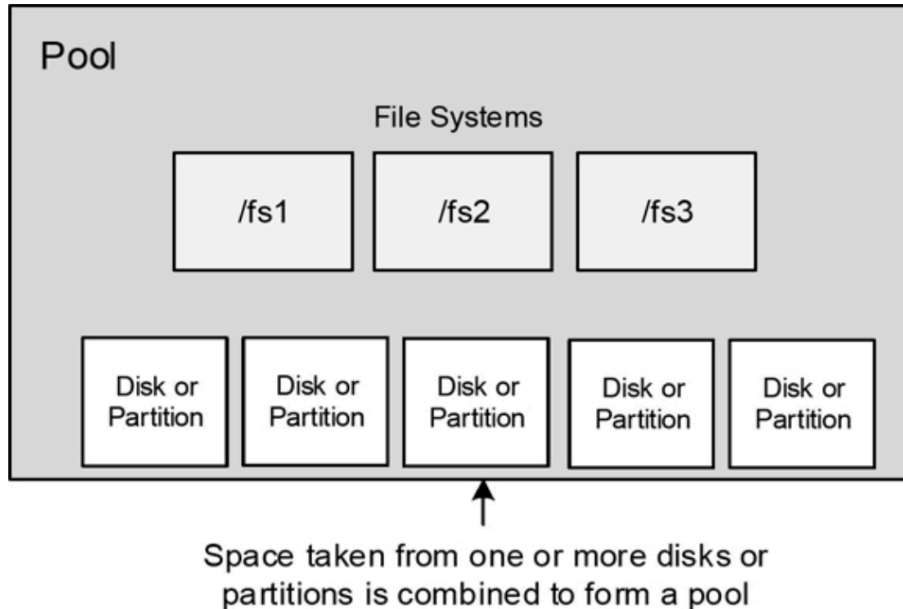 Pool
File Systems
/fs1
/fs2
/fs3
Disk or
Partition
Disk or
Partition
Disk or
Partition
Disk or
Partition
Disk or
Partition
Space taken from one or more disks or
partitions is combined to form a pool